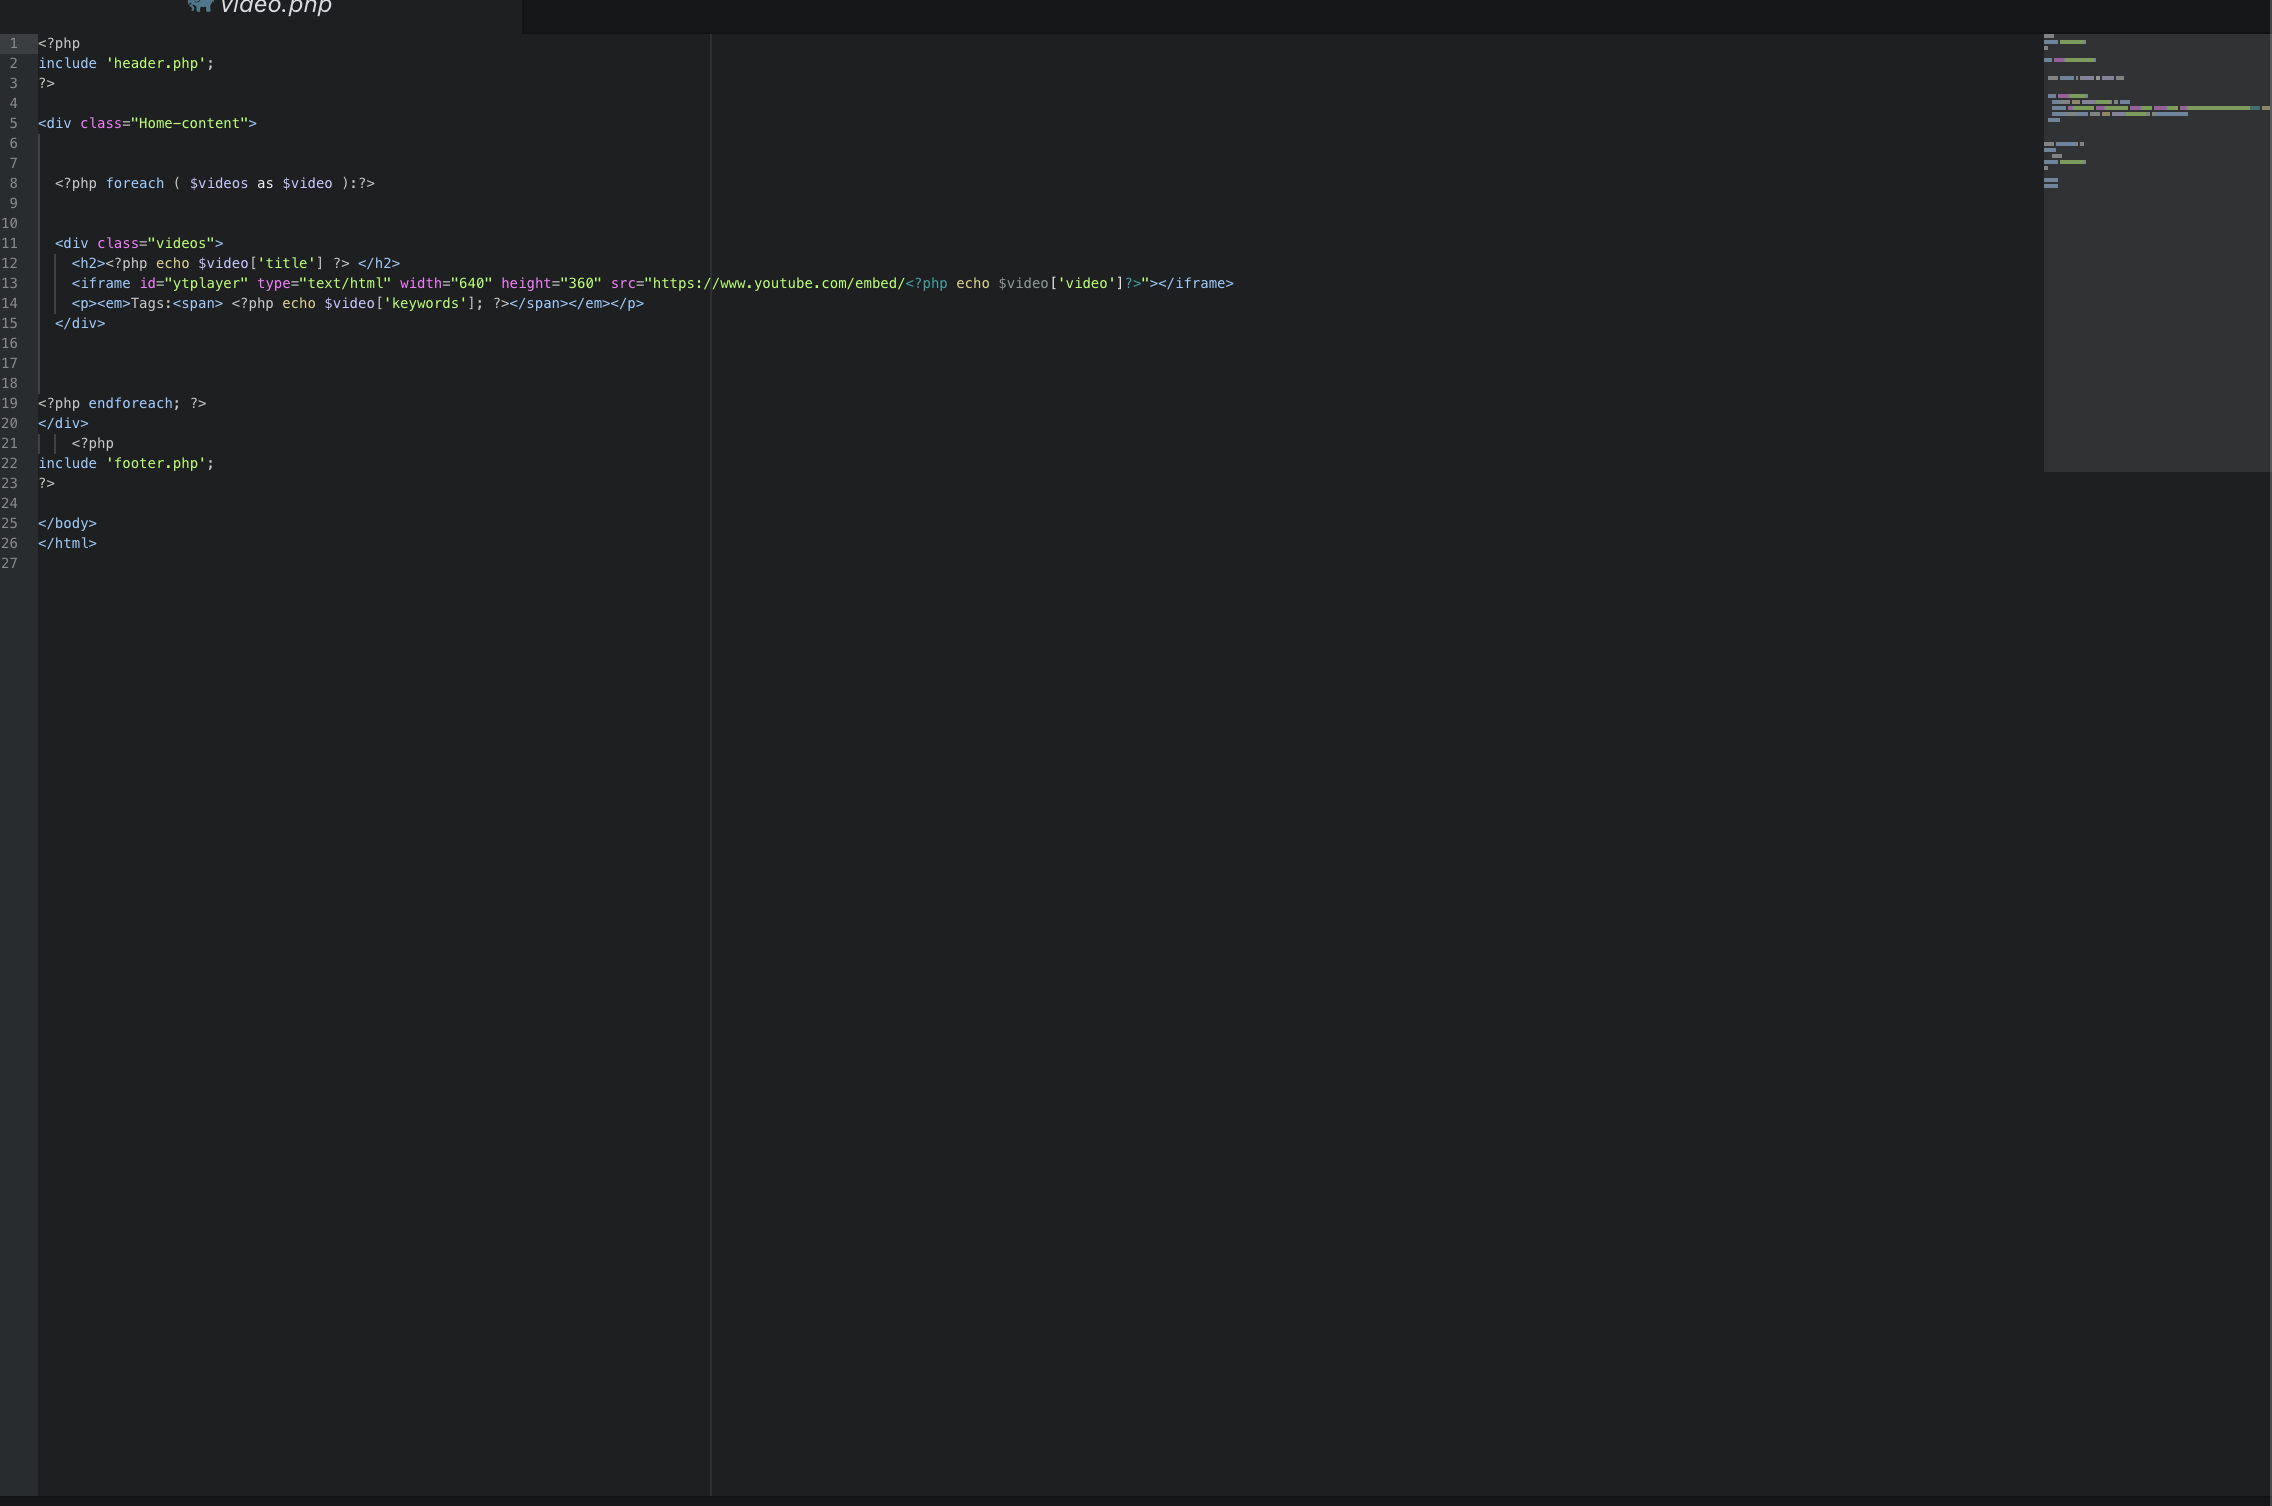 video.php
1 <?php
2 include 'header.php';
3 ?>
4
5 <div class="Home-content">
6
7
8 <?php foreach ( $videos as $video ):?>
9
10
11 <div class="videos">
12 <h2><?php echo $video['title'] ?> </h2>
13 <iframe id="ytplayer" type="text/html" width="640" height="360" src="https://www.youtube.com/embed/<?php echo $video['video']?>"></iframe>
14 <p><em>Tags:<span> <?php echo $video['keywords']; ?></span></em></p>
15 </div>
16
17
18
19 <?php endforeach; ?>
20 </div>
21 <?php
22 include 'footer.php';
23 ?>
24
25 </body>
26 </html>
27